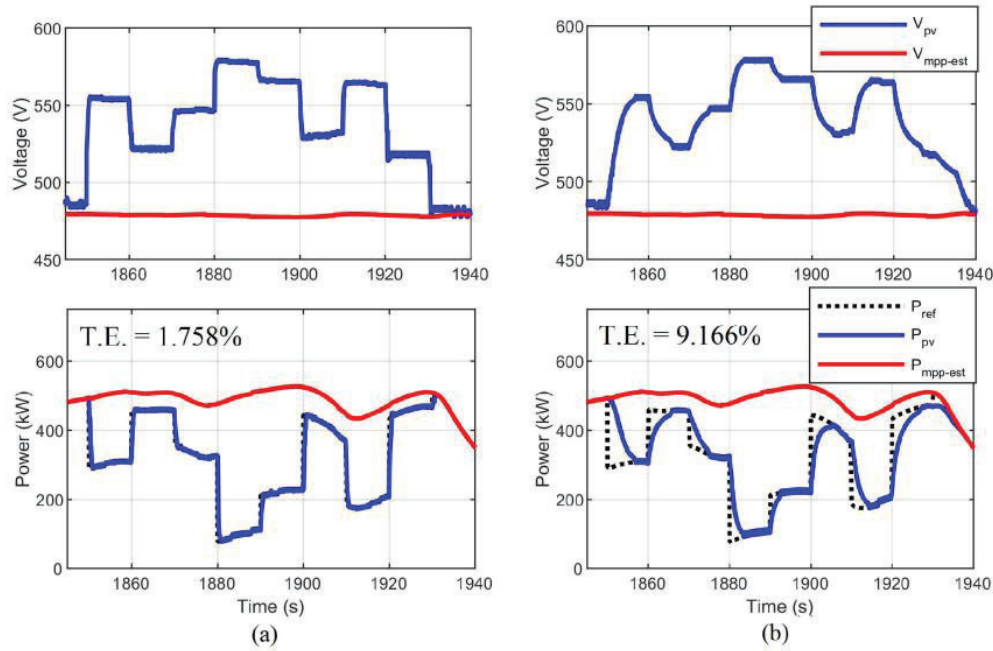 600
550
500
450
Voltage (V)
1860 1880 1900 1920 1940
600
550
500
450
Voltage (V)
1860 1880 1900 1920 1940
V_pv
V_mpp-est
T.E. = 1.758%
600
400
200
0
Power (kW)
1860 1880 1900 1920 1940
Time (s)
(a)
T.E. = 9.166%
P_ref
P_pv
P_mpp-est
600
400
200
0
Power (kW)
1860 1880 1900 1920 1940
Time (s)
(b)